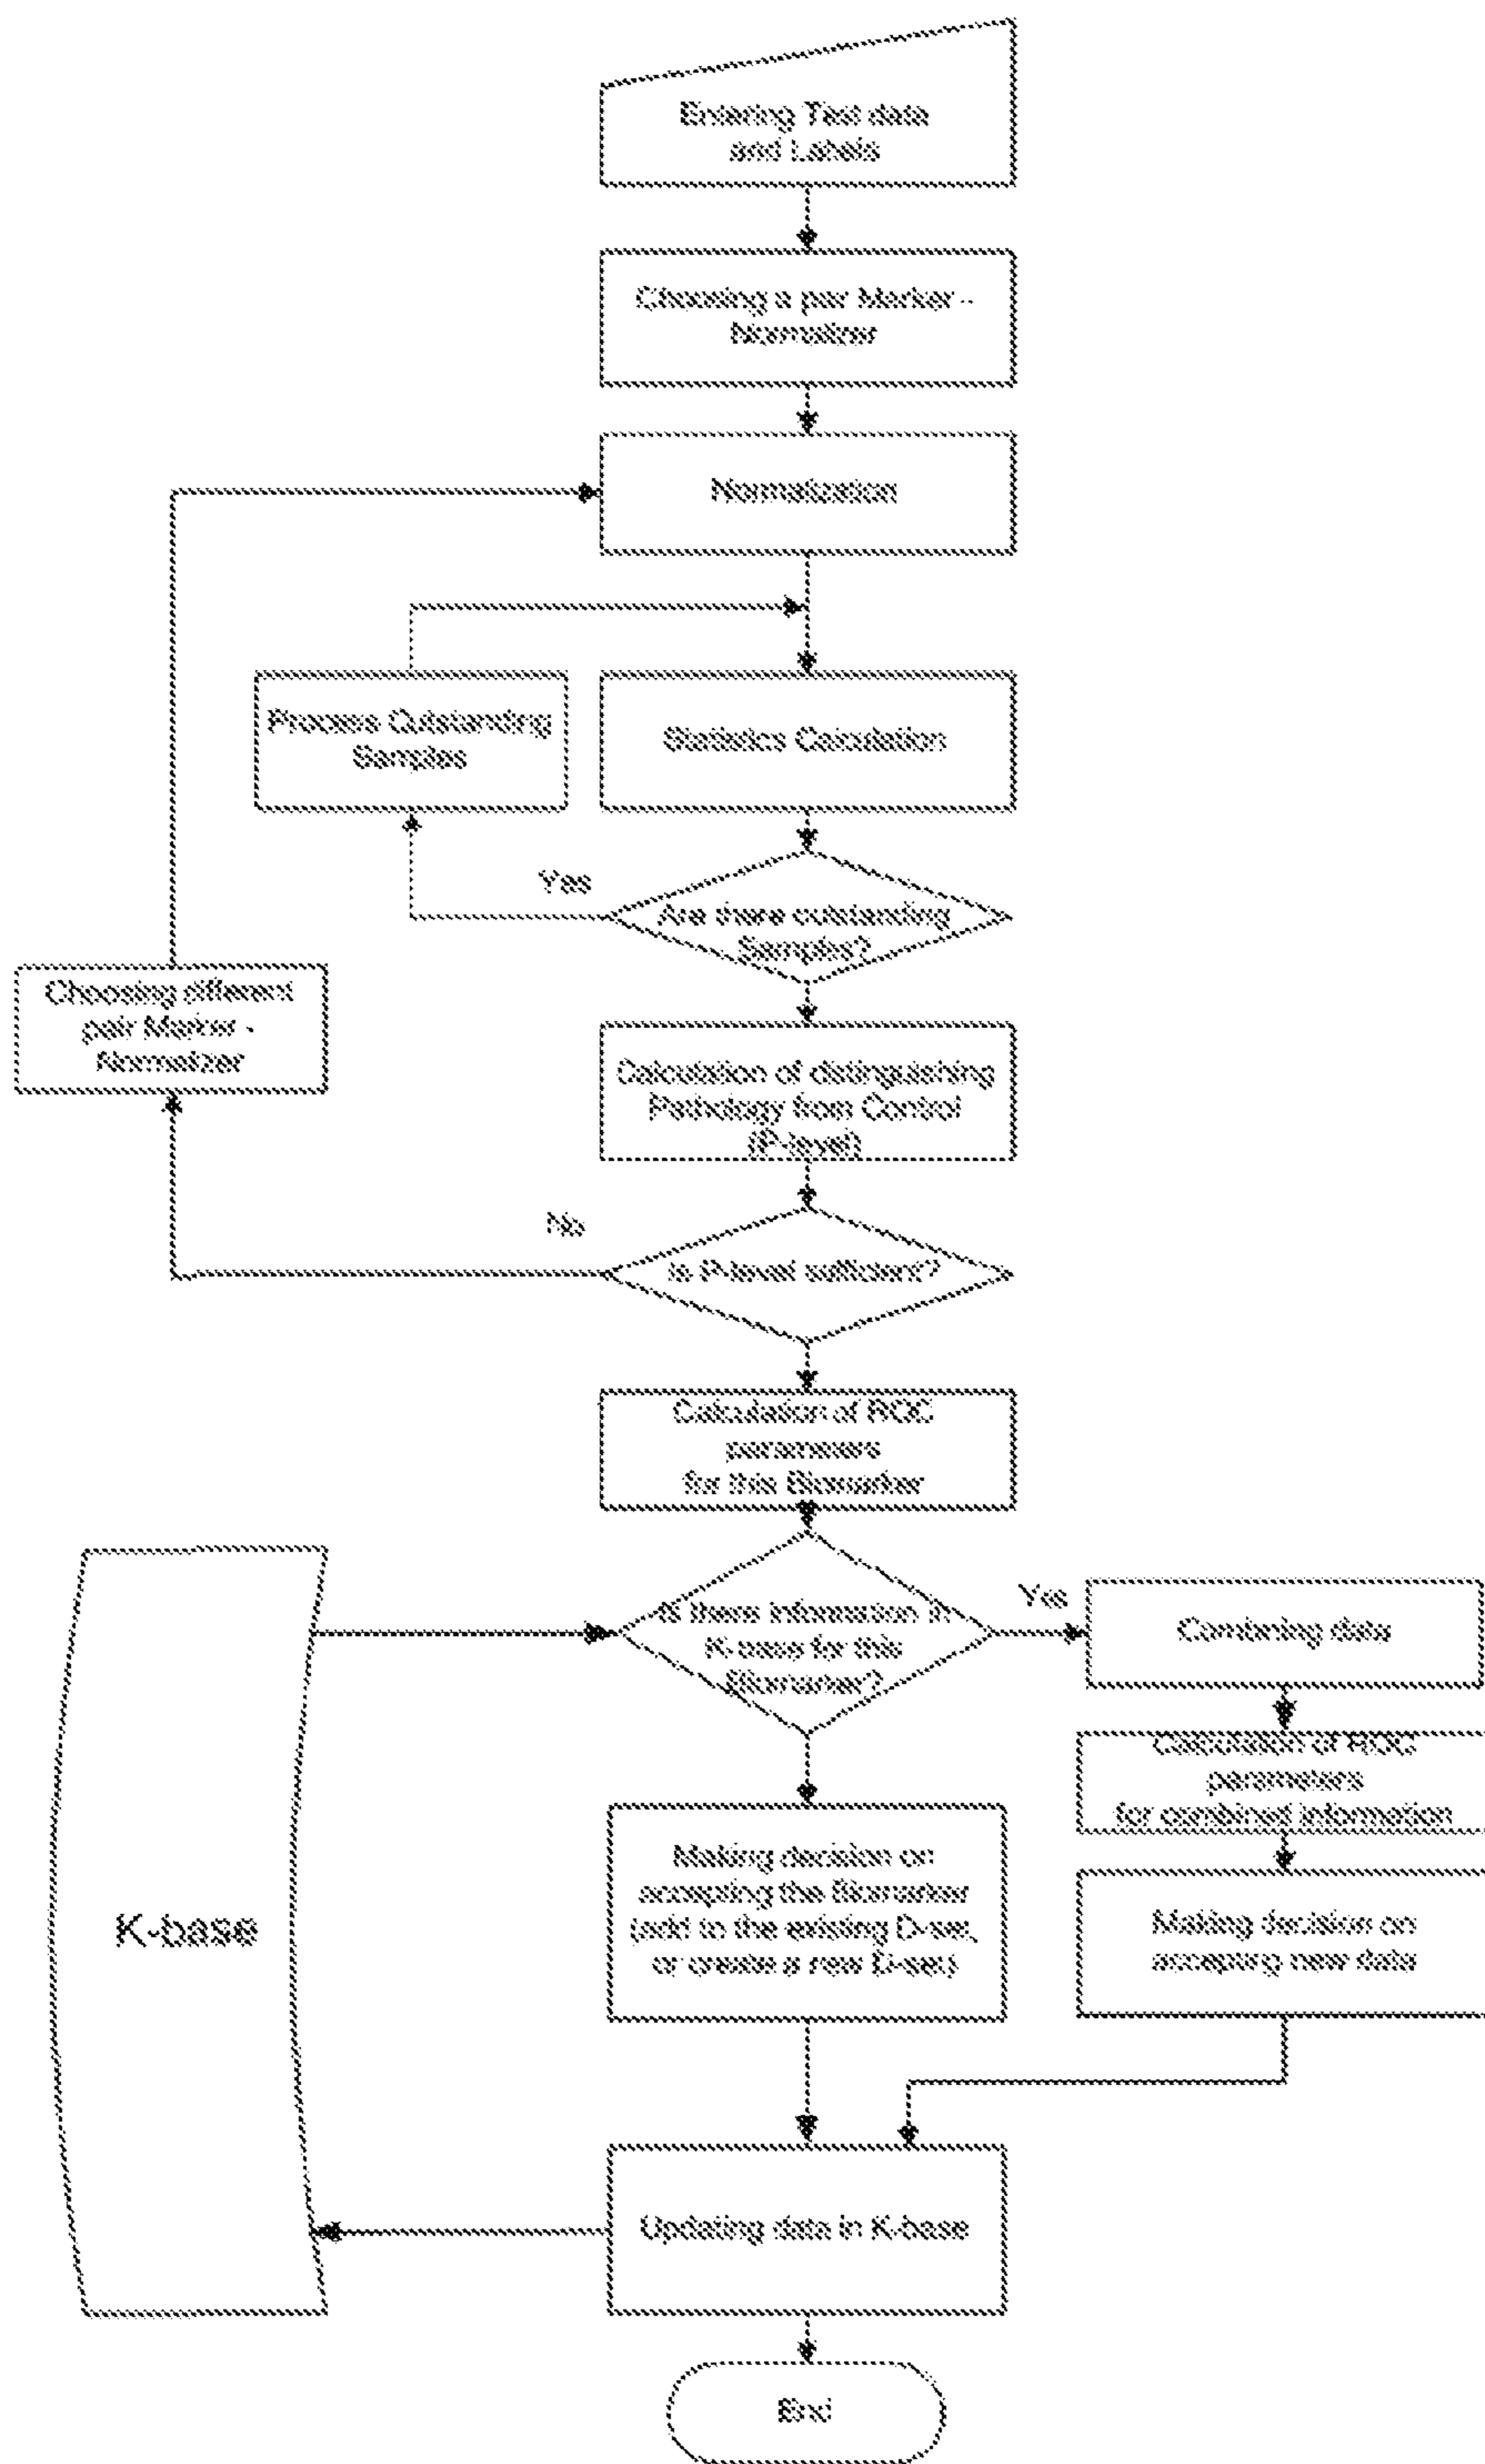 Entering Test data
and Labels
Choosing a pair Marker -
Normalizer
Normalization
Process Outstanding
Samples
Statistics Calculation
Yes
Are there outstanding
Samples?
Choosing different
pair Marker -
Normalizer
Calculation of distinguishing
Pathology from Control
(P-level)
No
is P-level sufficient?
Calculation of ROC
parameters
for this Biomarker
Is there information in
K-base for this
Biomarker?
Yes
Combining data
Calculation of ROC
parameters
for combined information
Making decision on
accepting the Biomarker
(add to the existing D-set,
or create a new D-set)
Making decision on
accepting new data
K-base
Updating data in K-base
End